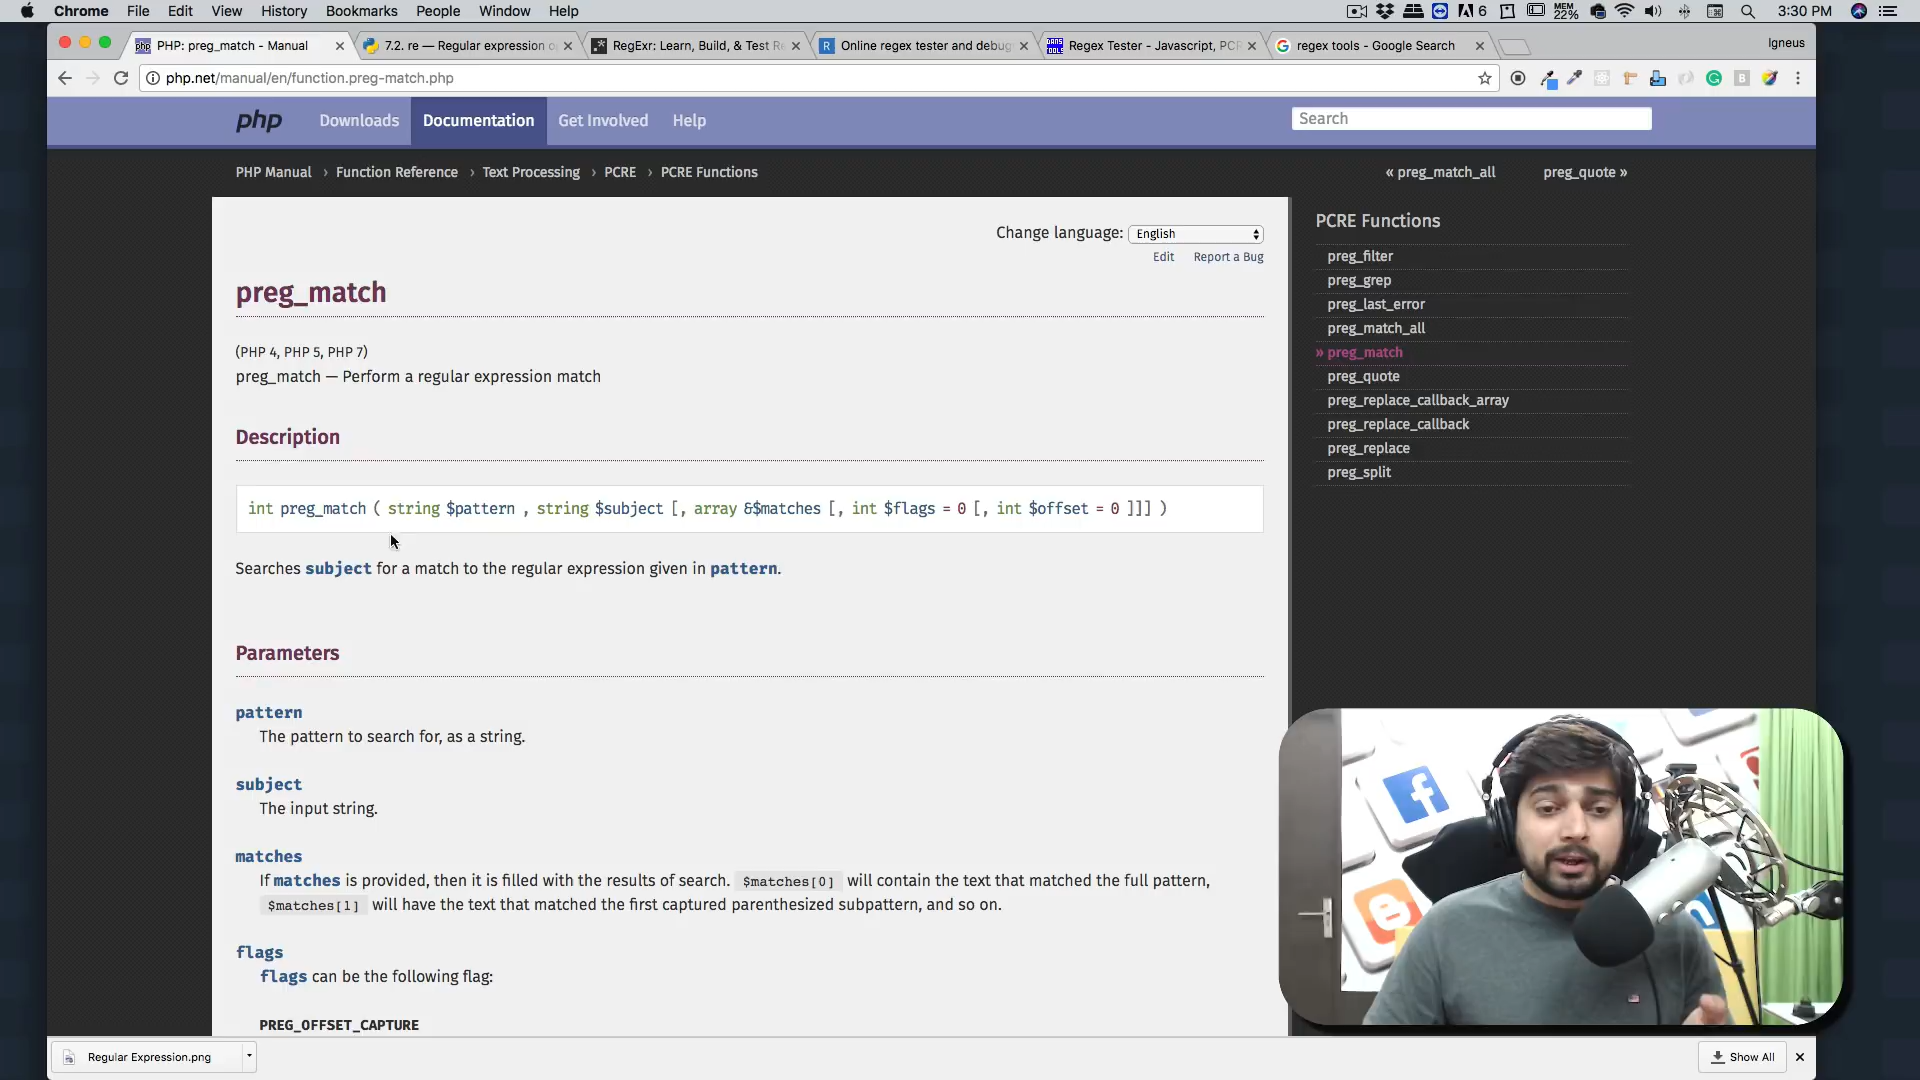 Chrome File Edit View History Bookmarks People Window Help 6 MEM 22% 3:30 PM
PHP: preg_match - Manual 7.2. re — Regular expression o RegExr: Learn, Build, & Test R Online regex tester and debug Regex Tester - Javascript, PCR regex tools - Google Search Igneus
php.net/manual/en/function.preg-match.php
php Downloads Documentation Get Involved Help Search
PHP Manual › Function Reference › Text Processing › PCRE › PCRE Functions « preg_match_all preg_quote »
Change language: English
Edit Report a Bug
preg_match
(PHP 4, PHP 5, PHP 7)
preg_match — Perform a regular expression match
Description
int preg_match ( string $pattern , string $subject [, array &$matches [, int $flags = 0 [, int $offset = 0 ]]] )
Searches subject for a match to the regular expression given in pattern.
Parameters
pattern
The pattern to search for, as a string.
subject
The input string.
matches
If matches is provided, then it is filled with the results of search. $matches[0] will contain the text that matched the full pattern,
$matches[1] will have the text that matched the first captured parenthesized subpattern, and so on.
flags
flags can be the following flag:
PREG_OFFSET_CAPTURE
PCRE Functions
preg_filter
preg_grep
preg_last_error
preg_match_all
» preg_match
preg_quote
preg_replace_callback_array
preg_replace_callback
preg_replace
preg_split
Regular Expression.png Show All